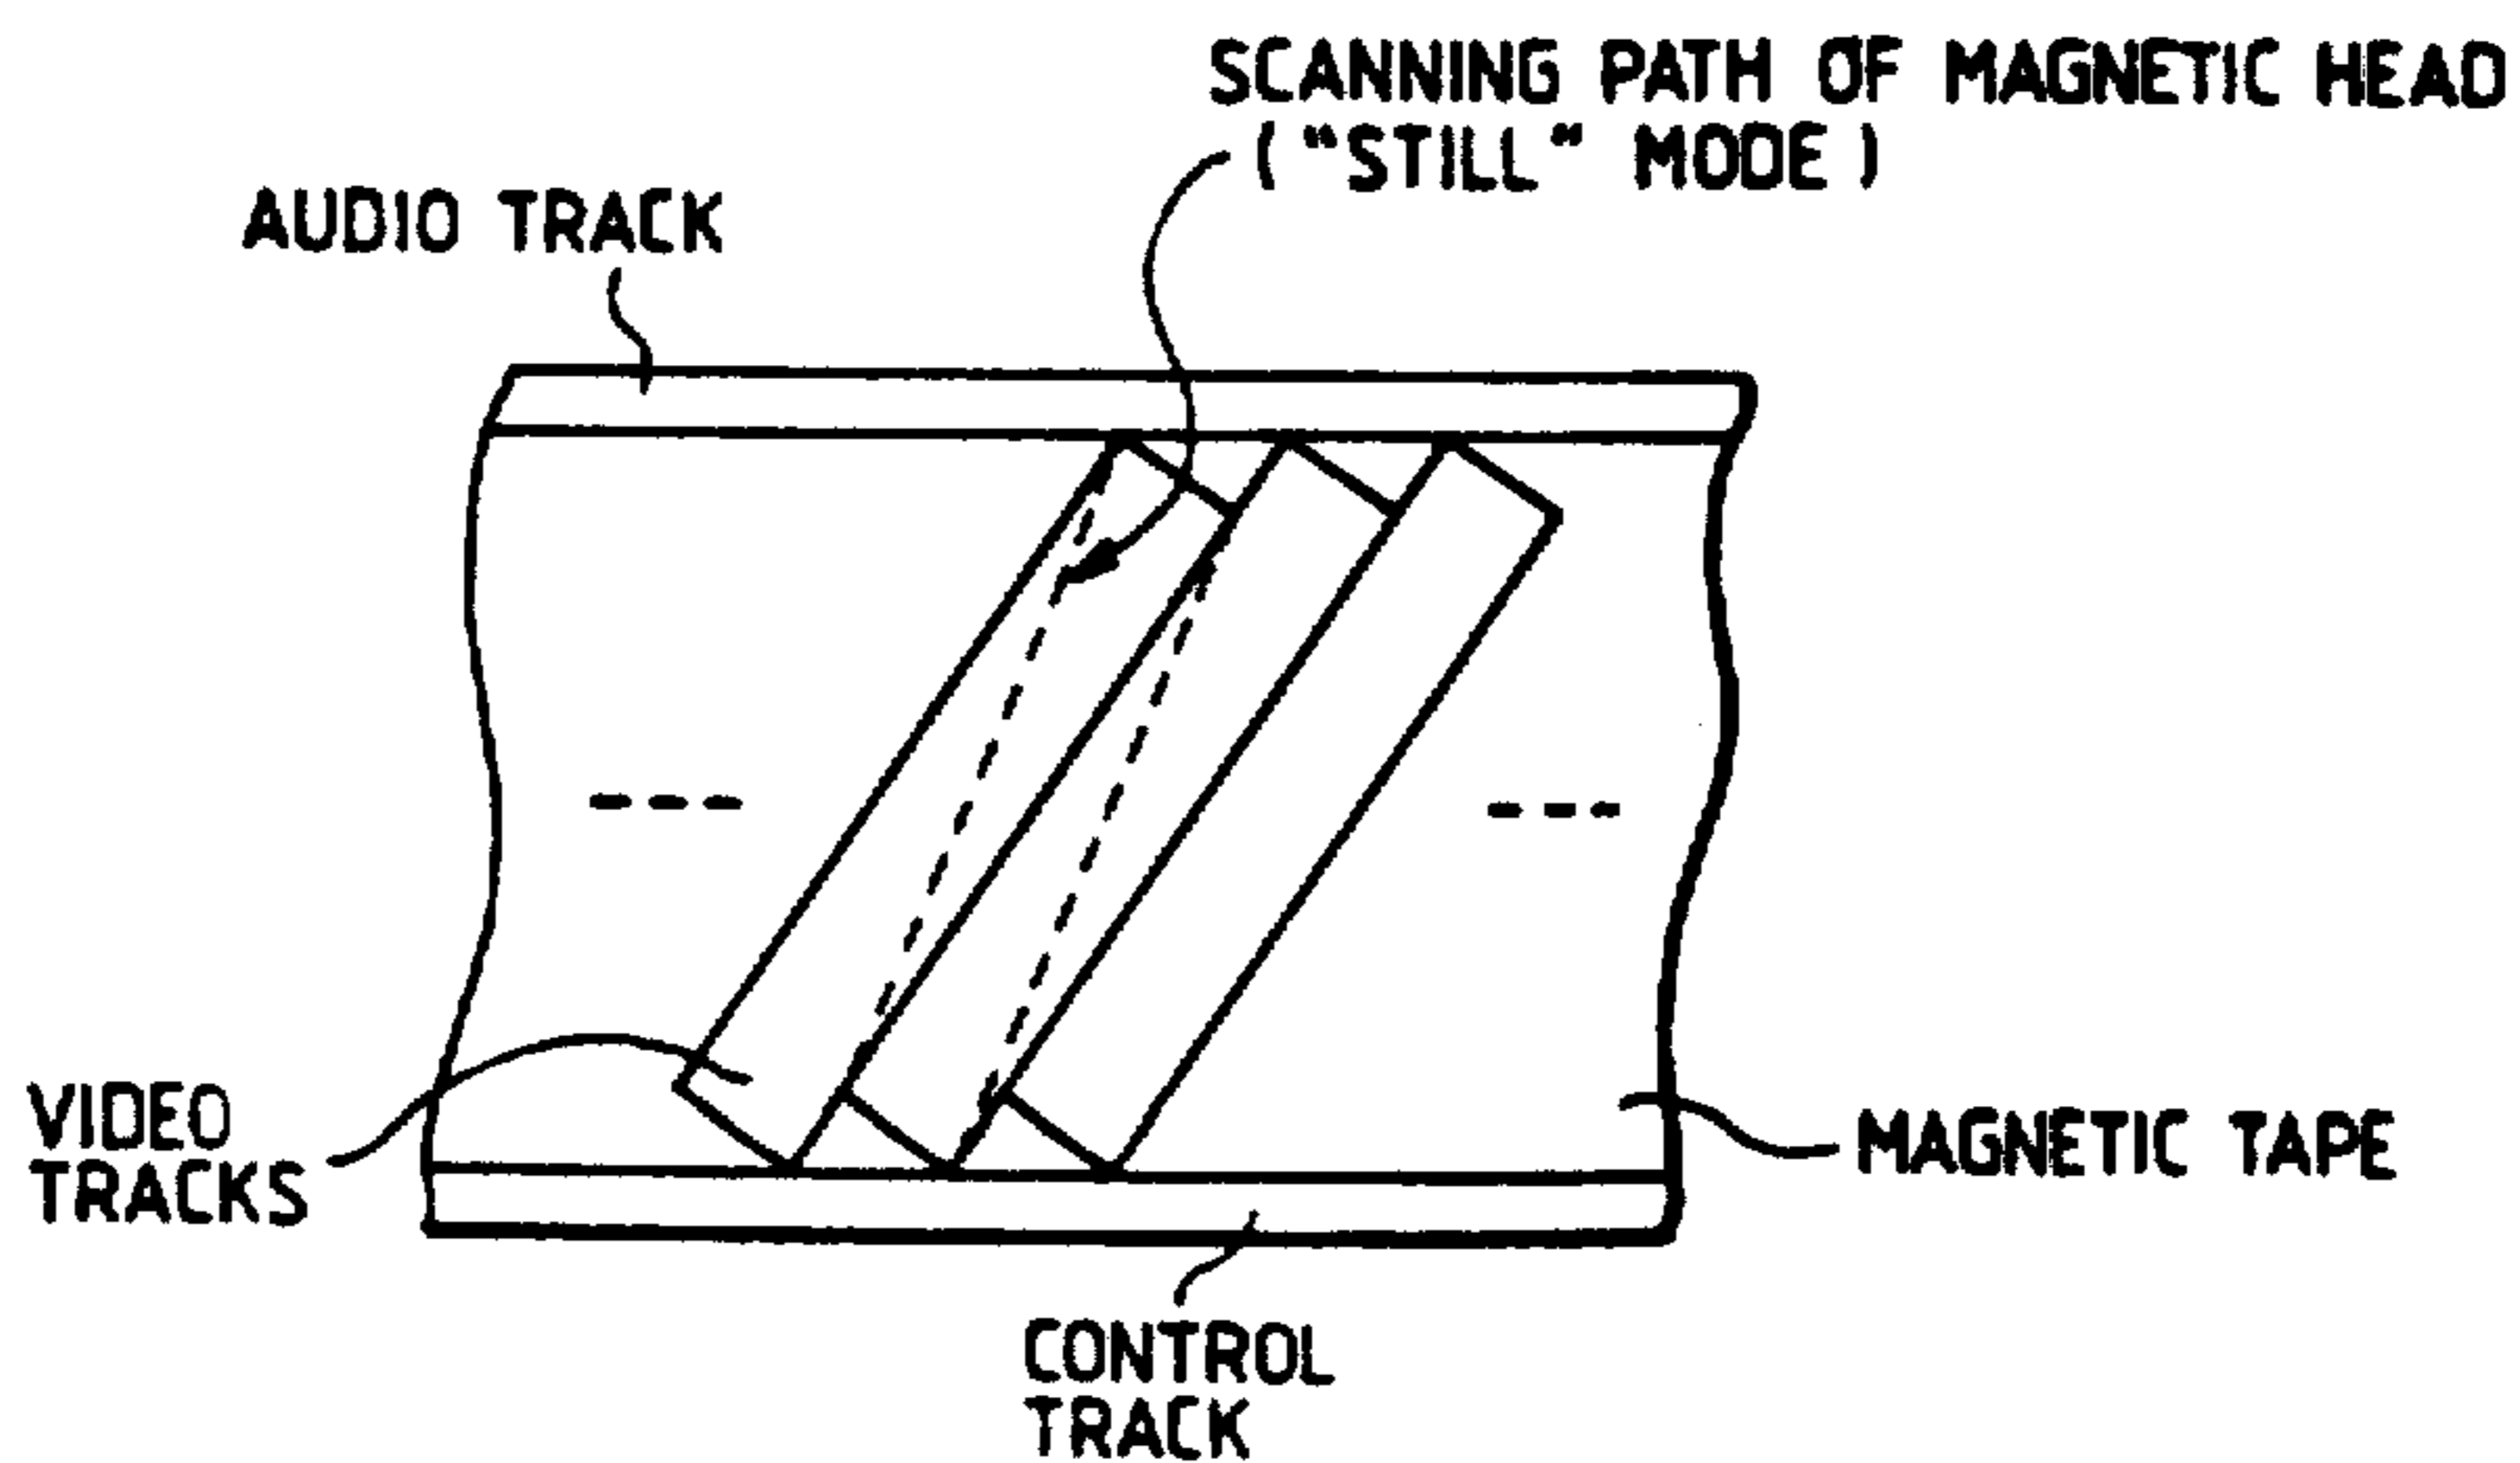 SCANNING PATH OF MAGNETIC HEAD
( "STILL" MODE )
AUDIO TRACK
VIDEO
TRACKS
MAGNETIC TAPE
CONTROL
TRACK